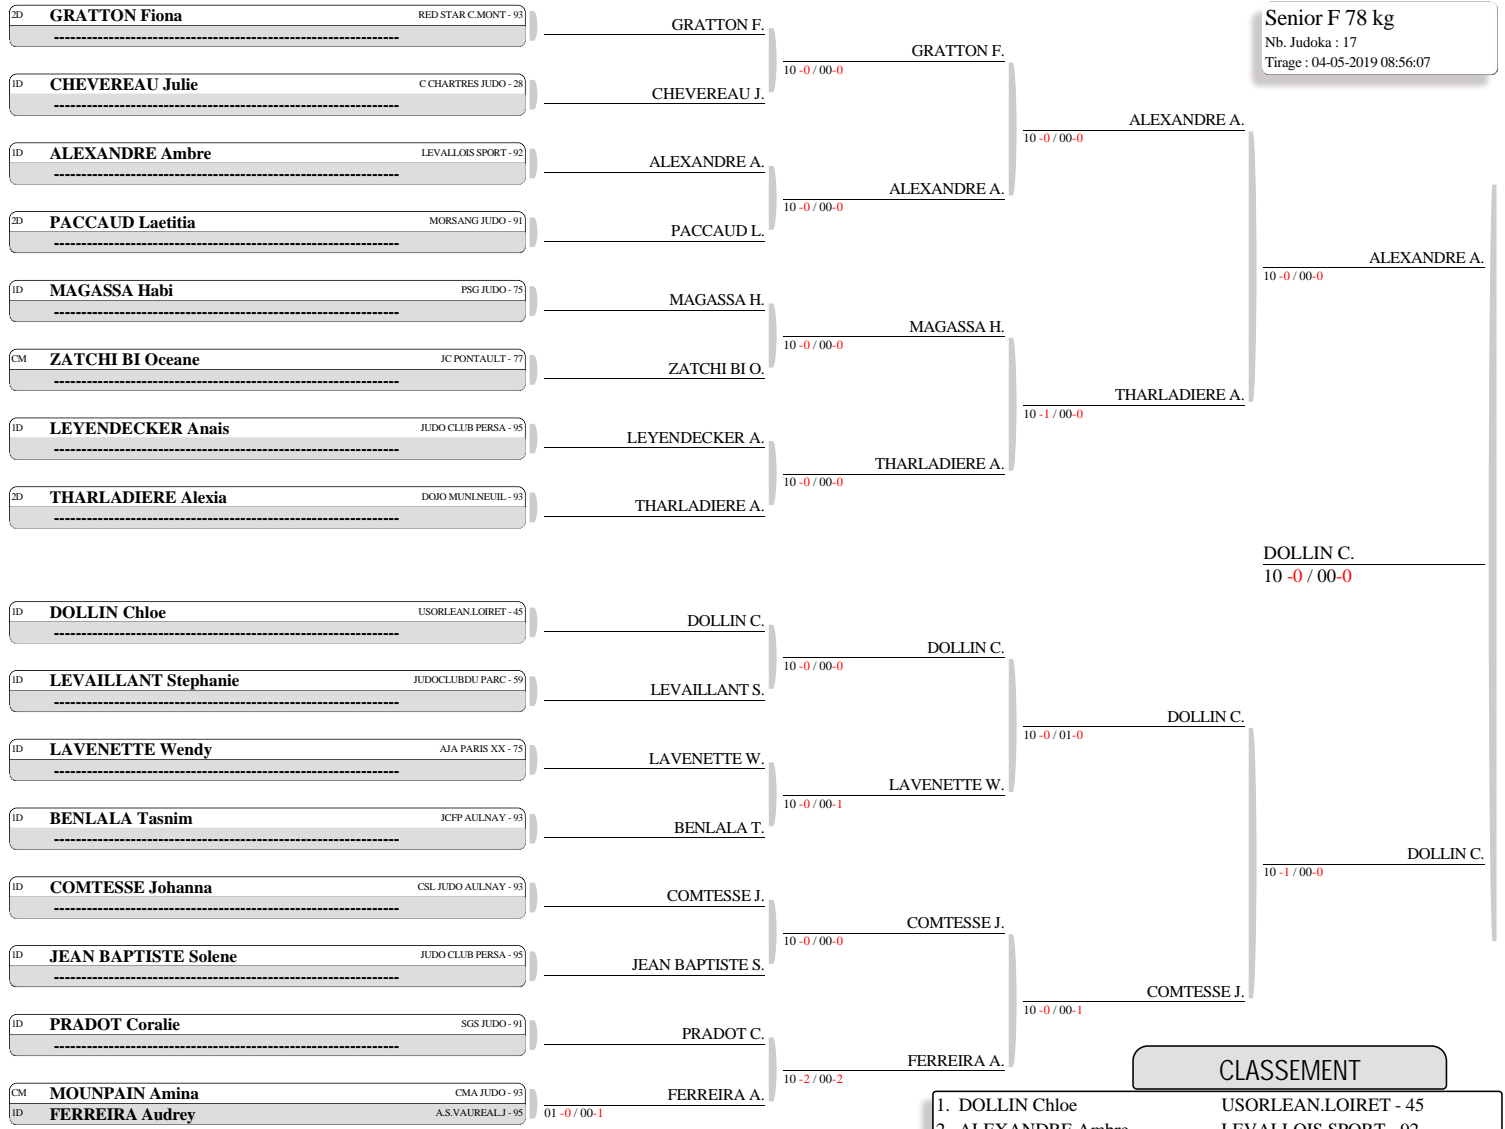 Senior F 78 kg
Nb. Judoka : 17
Tirage : 04-05-2019 08:56:07
2D GRATTON Fiona RED STAR C.MONT - 93
------------------------------------------------------------------------
1D CHEVEREAU Julie C CHARTRES JUDO - 28
------------------------------------------------------------------------
1D ALEXANDRE Ambre LEVALLOIS SPORT - 92
------------------------------------------------------------------------
2D PACCAUD Laetitia MORSANG JUDO - 91
------------------------------------------------------------------------
1D MAGASSA Habi PSG JUDO - 75
------------------------------------------------------------------------
CM ZATCHI BI Oceane JC PONTAULT - 77
------------------------------------------------------------------------
1D LEYENDECKER Anais JUDO CLUB PERSA - 95
------------------------------------------------------------------------
2D THARLADIERE Alexia DOJO MUNI.NEUIL - 93
------------------------------------------------------------------------
1D DOLLIN Chloe USORLEAN.LOIRET - 45
------------------------------------------------------------------------
1D LEVAILLANT Stephanie JUDOCLUBDU PARC - 59
------------------------------------------------------------------------
1D LAVENETTE Wendy AJA PARIS XX - 75
------------------------------------------------------------------------
1D BENLALA Tasnim JCFP AULNAY - 93
------------------------------------------------------------------------
1D COMTESSE Johanna CSL JUDO AULNAY - 93
------------------------------------------------------------------------
1D JEAN BAPTISTE Solene JUDO CLUB PERSA - 95
------------------------------------------------------------------------
1D PRADOT Coralie SGS JUDO - 91
------------------------------------------------------------------------
CM MOUNPAIN Amina CMA JUDO - 93
1D FERREIRA Audrey A.S.VAUREAL.J - 95
GRATTON F.
CHEVEREAU J.
ALEXANDRE A.
PACCAUD L.
MAGASSA H.
ZATCHI BI O.
LEYENDECKER A.
THARLADIERE A.
DOLLIN C.
LEVAILLANT S.
LAVENETTE W.
BENLALA T.
COMTESSE J.
JEAN BAPTISTE S.
PRADOT C.
FERREIRA A.
01 -0 / 00-1
GRATTON F.
10 -0 / 00-0
ALEXANDRE A.
10 -0 / 00-0
MAGASSA H.
10 -0 / 00-0
THARLADIERE A.
10 -0 / 00-0
DOLLIN C.
10 -0 / 00-0
LAVENETTE W.
10 -0 / 00-1
COMTESSE J.
10 -0 / 00-0
FERREIRA A.
10 -2 / 00-2
ALEXANDRE A.
10 -0 / 00-0
THARLADIERE A.
10 -1 / 00-0
DOLLIN C.
10 -0 / 01-0
COMTESSE J.
10 -0 / 00-1
ALEXANDRE A.
10 -0 / 00-0
DOLLIN C.
10 -1 / 00-0
DOLLIN C.
10 -0 / 00-0
CLASSEMENT
1. DOLLIN Chloe USORLEAN.LOIRET - 45
2. ALEXANDRE Ambre LEVALLOIS SPORT - 92